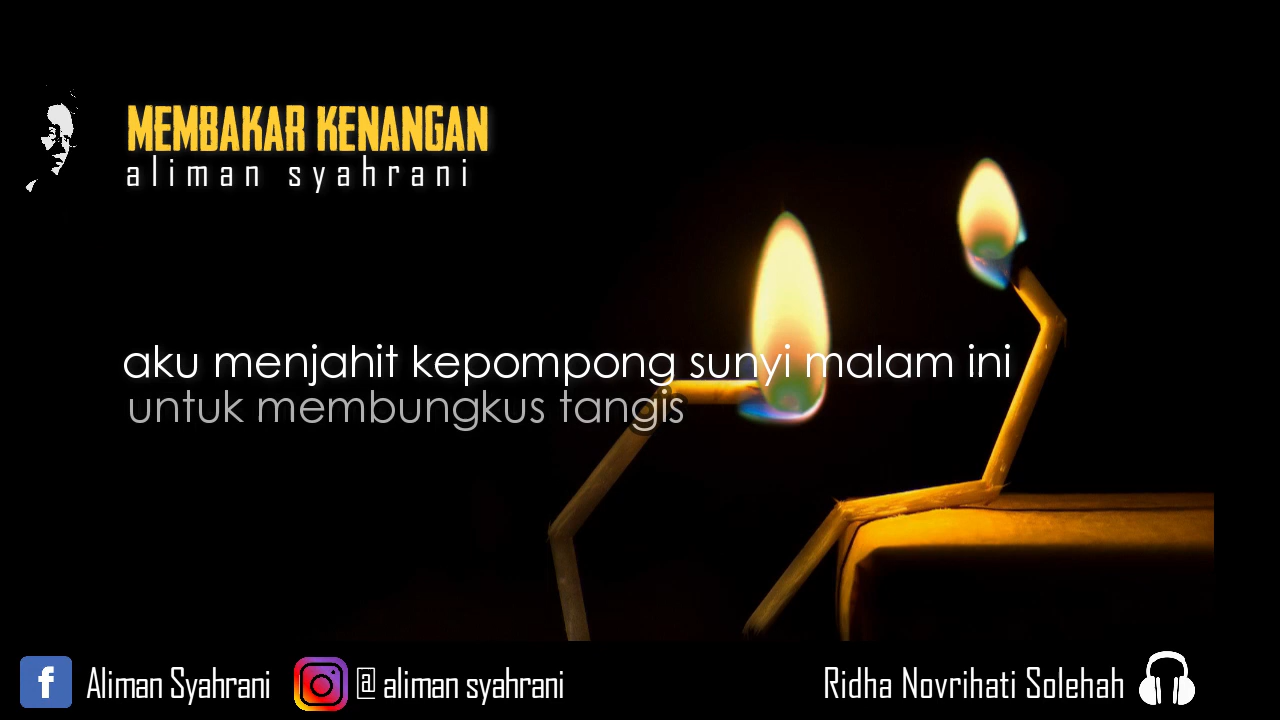 MEMBAKAR KENANGAN
aliman syahrani
aku menjahit kepompong sunyi malam ini
untuk membungkus tangis
f Aliman Syahrani @aliman syahrani Ridha Novrihati Solehah